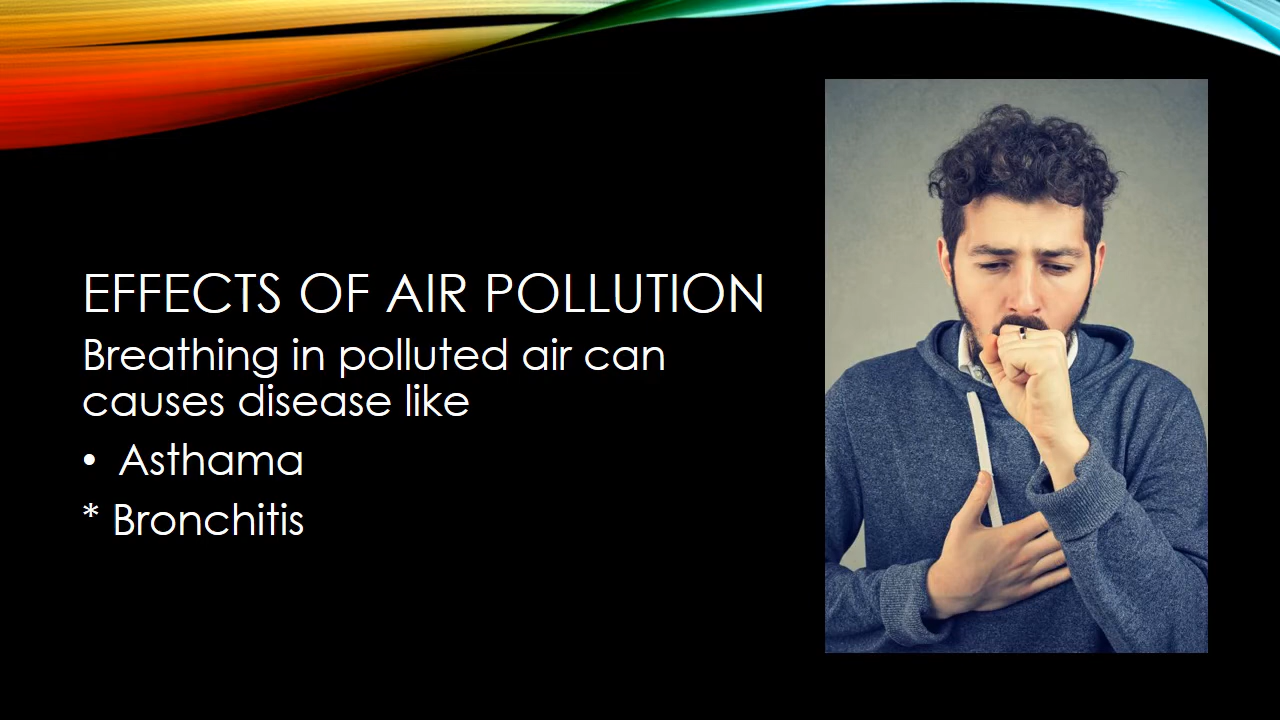 EFFECTS OF AIR POLLUTION
Breathing in polluted air can
causes disease like
• Asthama
* Bronchitis